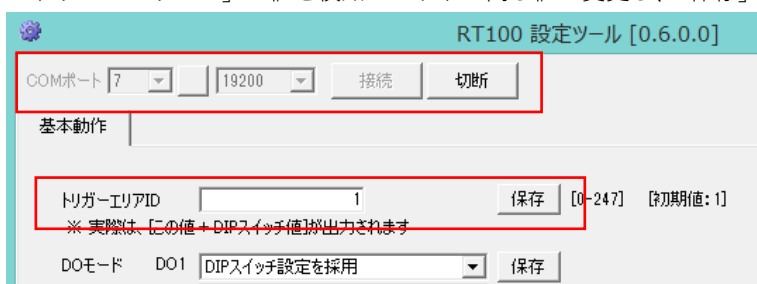 RT100 設定ツール [0.6.0.0]
COMポート 7 19200 接続 切断
基本動作
トリガーエリアID 1 保存 [0-247] [初期値:1]
※ 実際は、[この値+DIPスイッチ値]が出力されます
DOモード DO1 DIPスイッチ設定を採用 保存